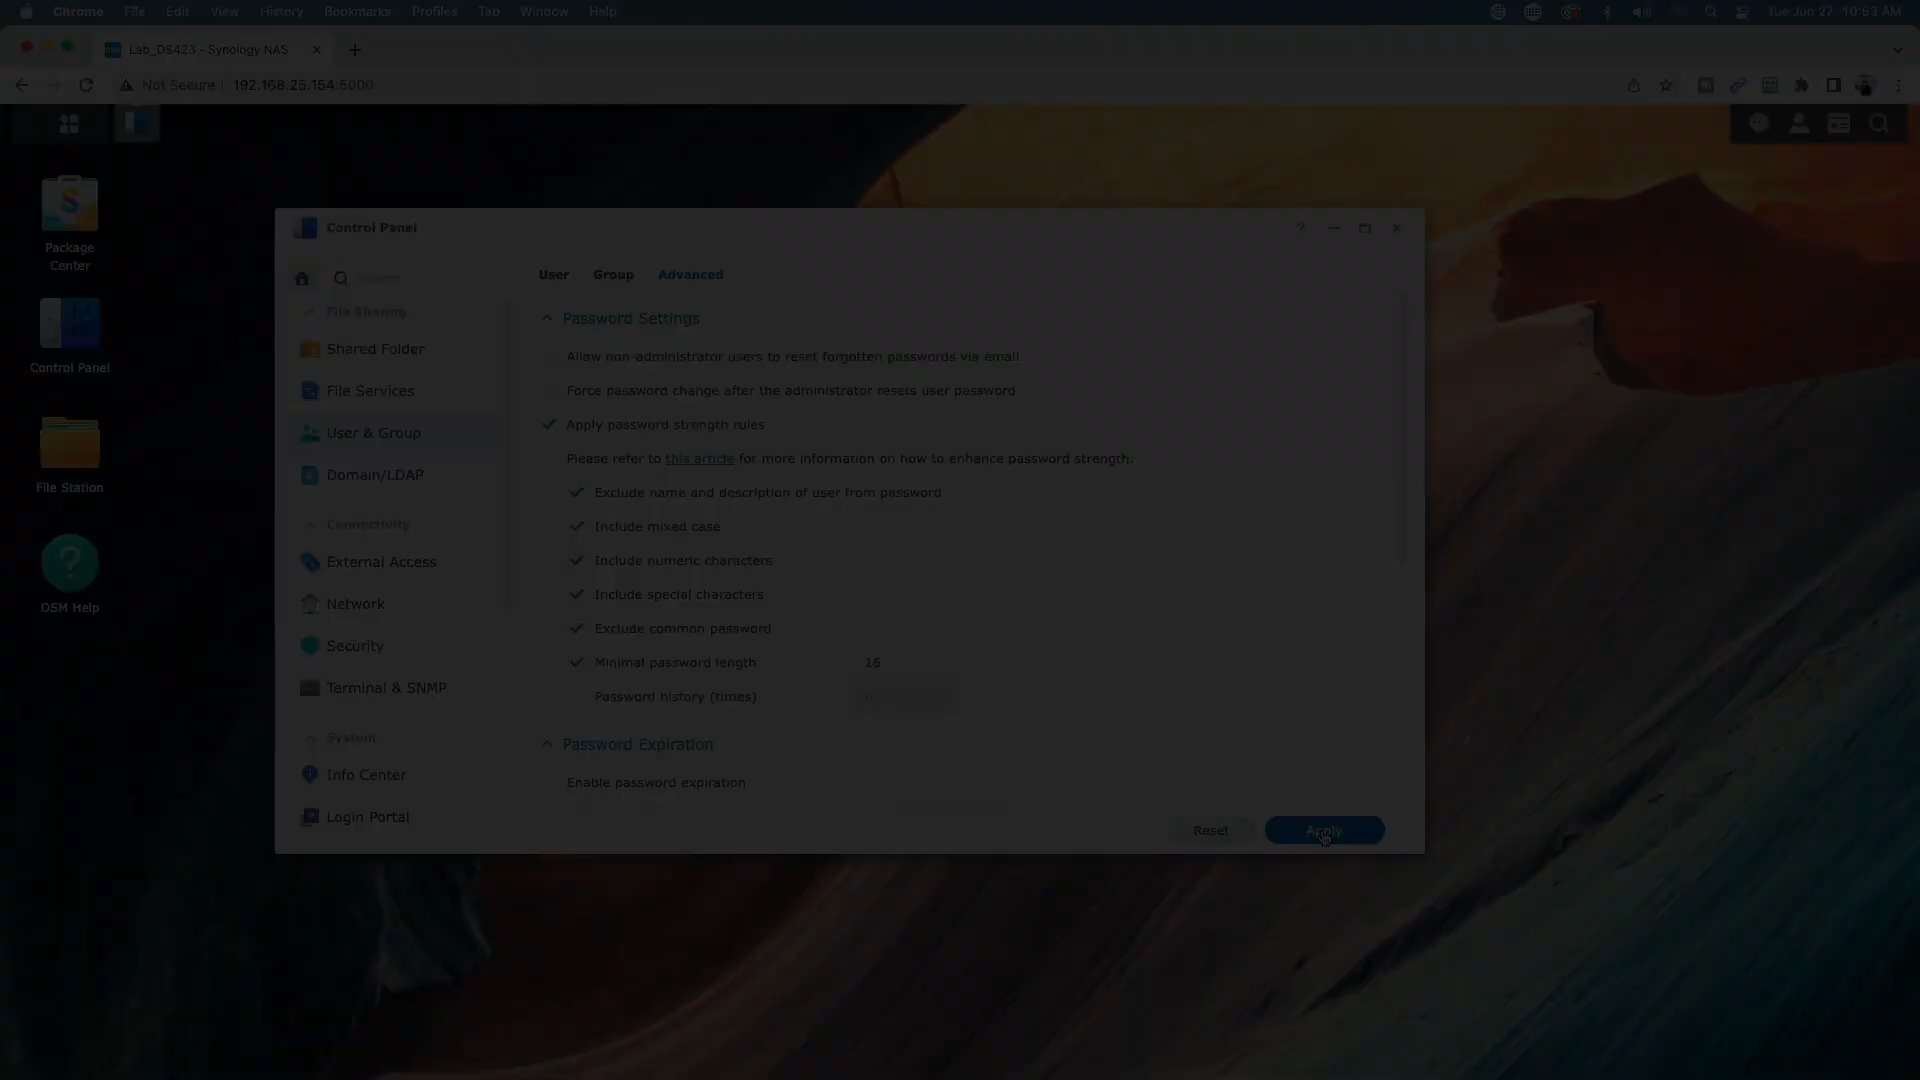 Chrome File Edit View History Bookmarks Profiles Tab Window Help
Tue Jun 27 10:53 AM
Lab_DS423 - Synology NAS
Not Secure 192.168.25.154:5000
Package
Center
Control Panel
File Station
DSM Help
Control Panel
Search
File Sharing
Shared Folder
File Services
User & Group
Domain/LDAP
Connectivity
External Access
Network
Security
Terminal & SNMP
System
Info Center
Login Portal
User Group Advanced
Password Settings
Allow non-administrator users to reset forgotten passwords via email
Force password change after the administrator resets user password
Apply password strength rules
Please refer to this article for more information on how to enhance password strength.
Exclude name and description of user from password
Include mixed case
Include numeric characters
Include special characters
Exclude common password
Minimal password length 16
Password history (times)
Password Expiration
Enable password expiration
Reset
Apply